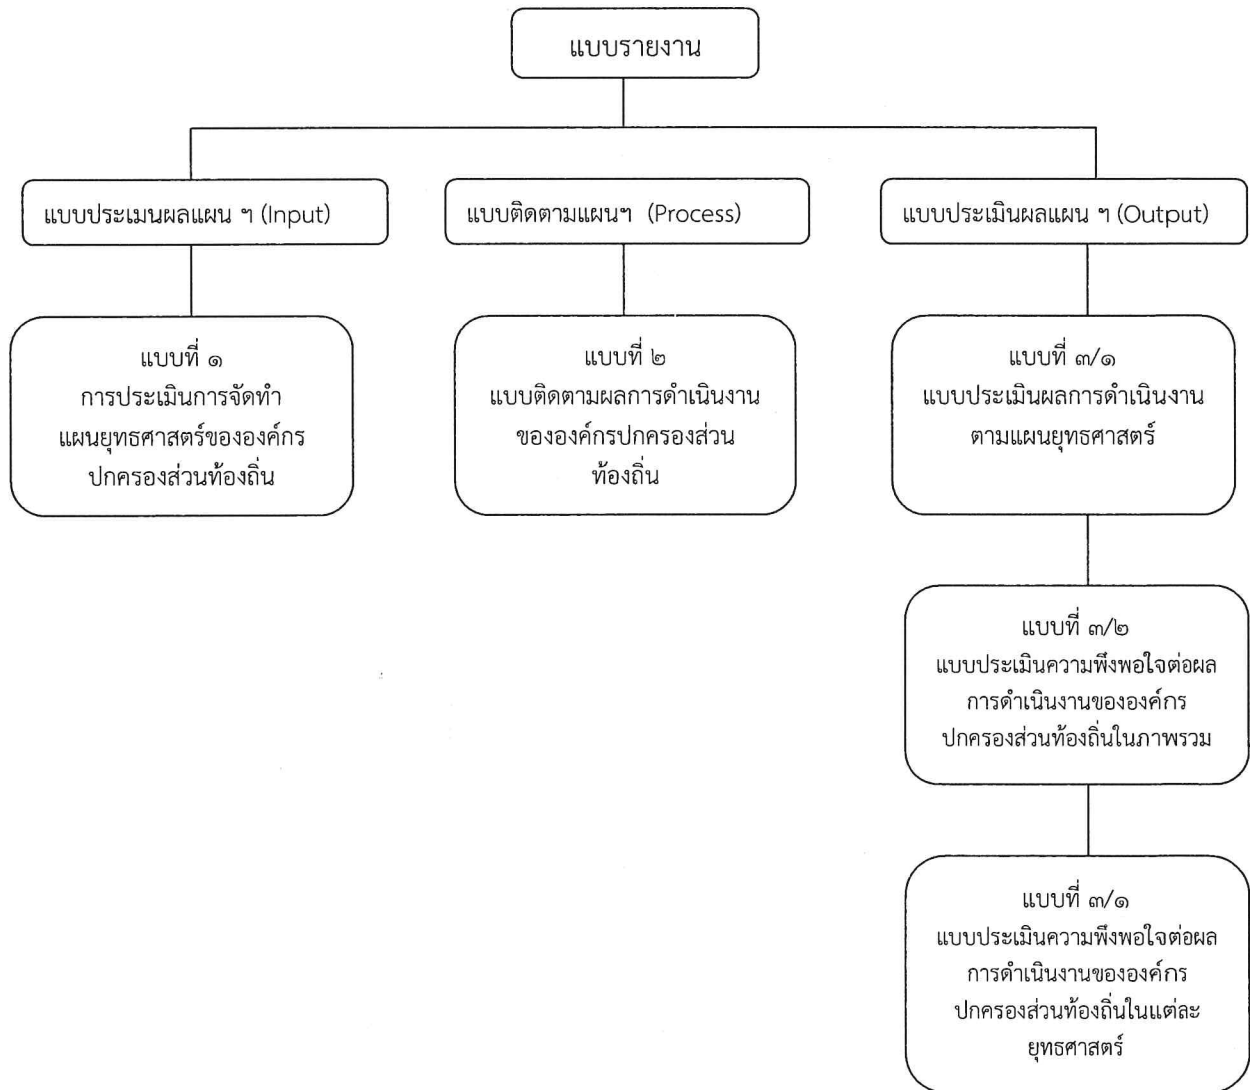 แบบรายงาน
แบบประเมนผลแผน ฯ (Input)
แบบติดตามแผนฯ (Process)
แบบประเมินผลแผน ฯ (Output)
แบบที่ ๑
การประเมินการจัดทำ
แผนยุทธศาสตร์ขององค์กร
ปกครองส่วนท้องถิ่น
แบบที่ ๒
แบบติดตามผลการดำเนินงาน
ขององค์กรปกครองส่วน
ท้องถิ่น
แบบที่ ๓/๑
แบบประเมินผลการดำเนินงาน
ตามแผนยุทธศาสตร์
แบบที่ ๓/๒
แบบประเมินความพึงพอใจต่อผล
การดำเนินงานขององค์กร
ปกครองส่วนท้องถิ่นในภาพรวม
แบบที่ ๓/๑
แบบประเมินความพึงพอใจต่อผล
การดำเนินงานขององค์กร
ปกครองส่วนท้องถิ่นในแต่ละ
ยุทธศาสตร์